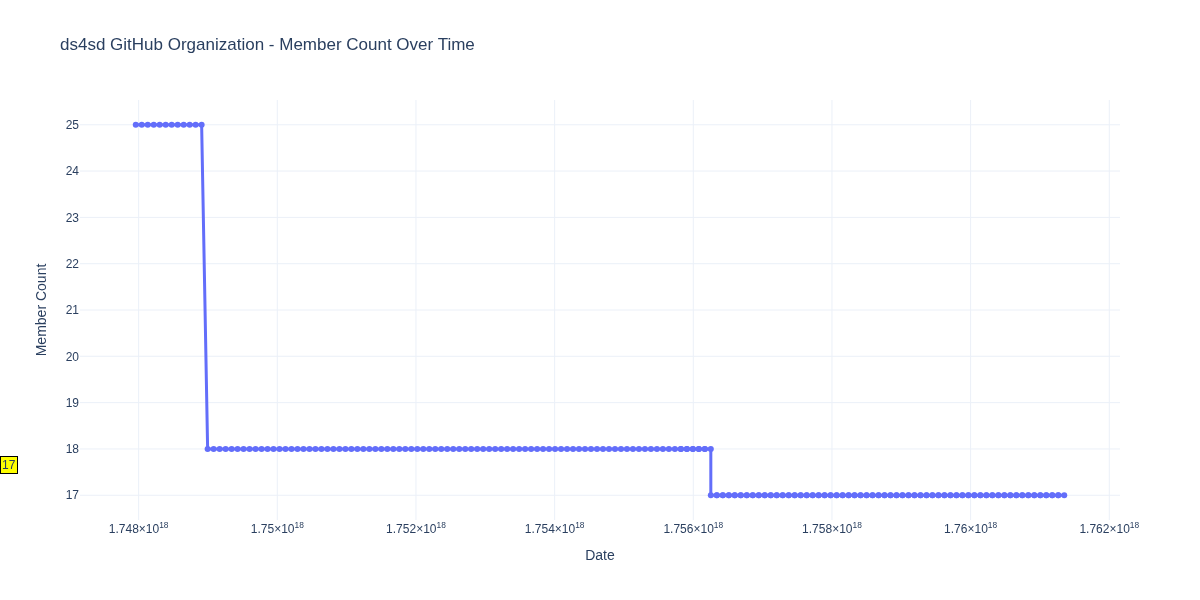 ds4sd GitHub Organization - Member Count Over Time
25
24
23
22
21
20
19
18
17
Member Count
17
1.748×10¹⁸ 1.75×10¹⁸ 1.752×10¹⁸ 1.754×10¹⁸ 1.756×10¹⁸ 1.758×10¹⁸ 1.76×10¹⁸ 1.762×10¹⁸
Date